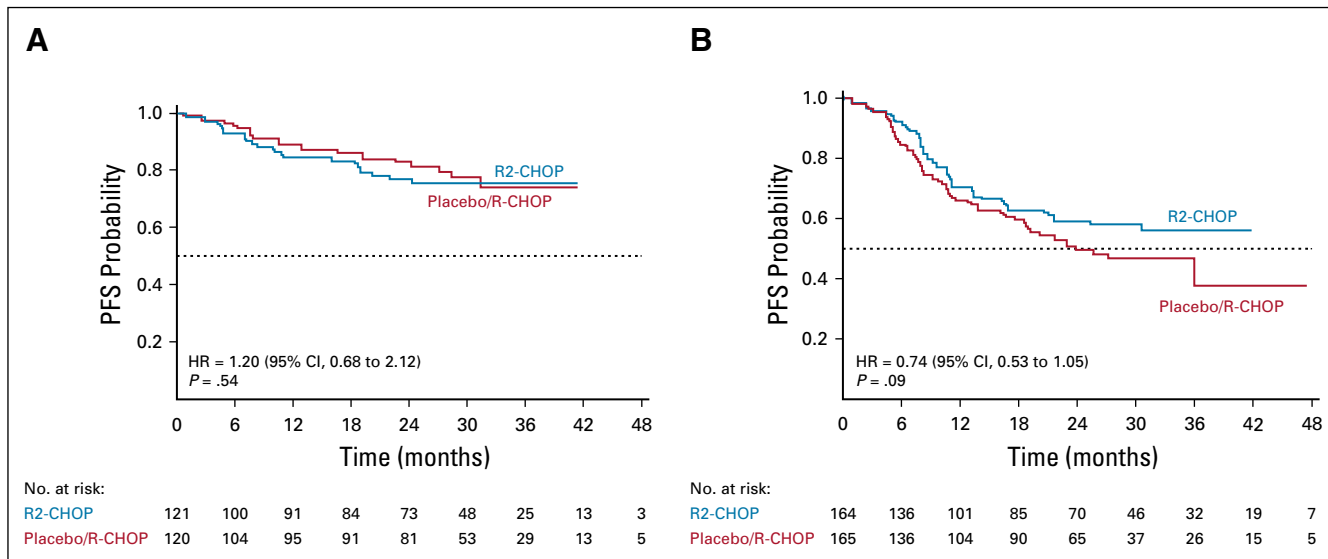 A
PFS Probability
1.0
0.8
0.6
0.4
0.2
R2-CHOP
Placebo/R-CHOP
HR = 1.20 (95% CI, 0.68 to 2.12)
P = .54
0 6 12 18 24 30 36 42 48
Time (months)
No. at risk:
R2-CHOP 121 100 91 84 73 48 25 13 3
Placebo/R-CHOP 120 104 95 91 81 53 29 13 5
B
PFS Probability
1.0
0.8
0.6
0.4
0.2
R2-CHOP
Placebo/R-CHOP
HR = 0.74 (95% CI, 0.53 to 1.05)
P = .09
0 6 12 18 24 30 36 42 48
Time (months)
No. at risk:
R2-CHOP 164 136 101 85 70 46 32 19 7
Placebo/R-CHOP 165 136 104 90 65 37 26 15 5